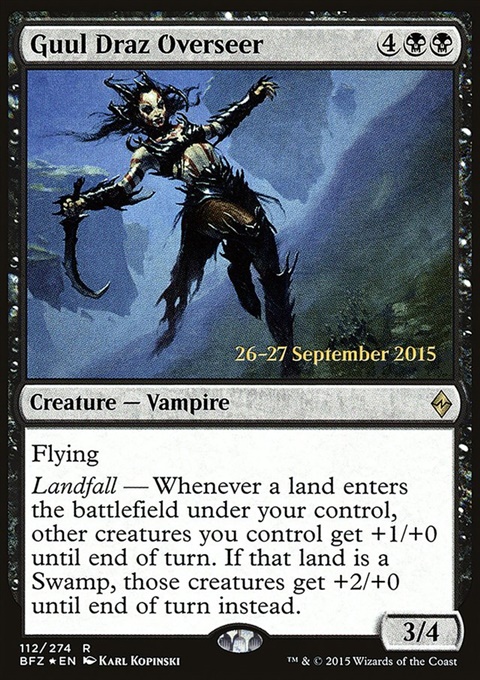 Guul Draz Overseer 4
26–27 September 2015
Creature — Vampire
Flying
Landfall — Whenever a land enters
the battlefield under your control,
other creatures you control get +1/+0
until end of turn. If that land is a
Swamp, those creatures get +2/+0
until end of turn instead.
3/4
112/274 R
BFZ ★ EN Karl Kopinski ™ & © 2015 Wizards of the Coast